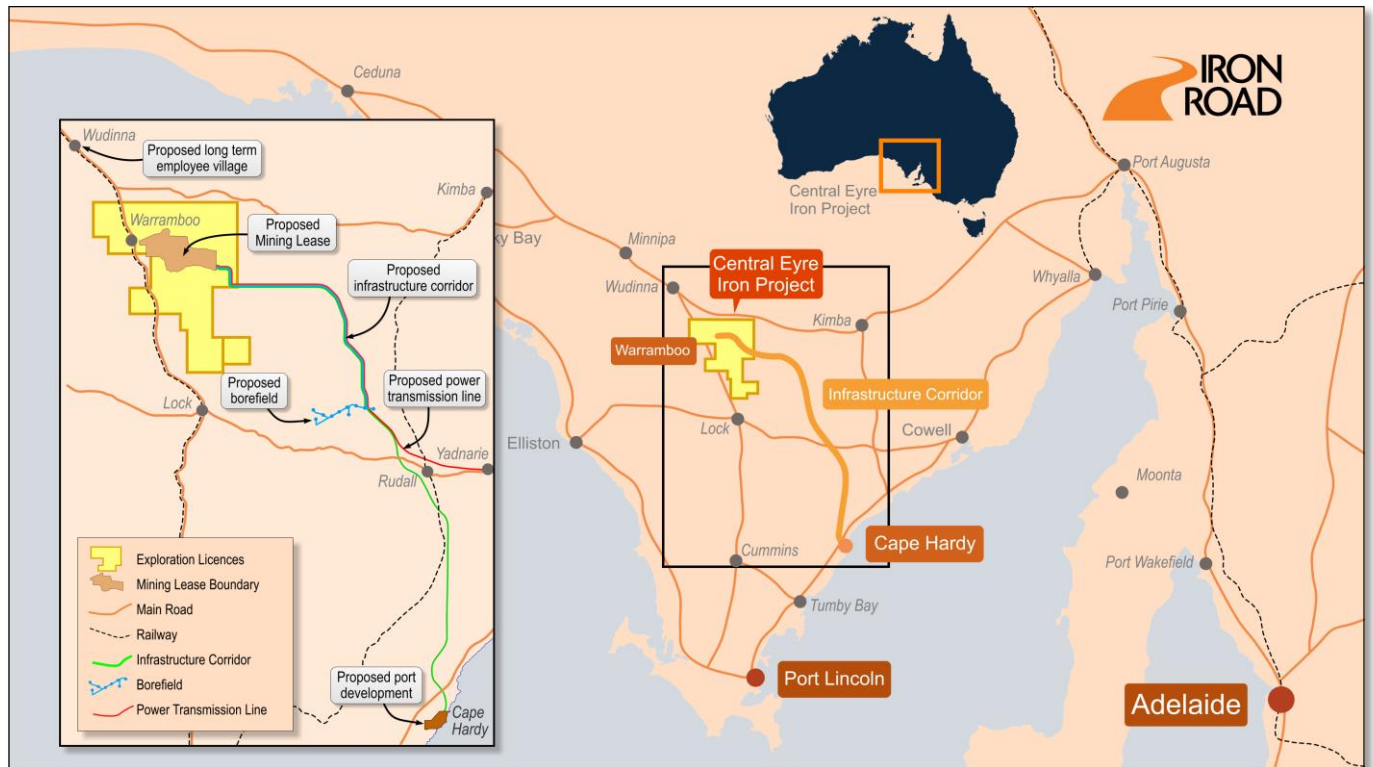 Ceduna
IRON
ROAD
Port Augusta
Central Eyre
Iron Project
ky Bay
Minnipa
Wudinna
Central Eyre
Iron Project
Kimba
Whyalla
Port Pirie
Warramboo
Infrastructure Corridor
Lock
Cowell
Elliston
Moonta
Cummins
Cape Hardy
Port Wakefield
Tumby Bay
Port Lincoln
Adelaide
Wudinna
Proposed long term
employee village
Kimba
Warramboo
Proposed
Mining Lease
Proposed
infrastructure corridor
Proposed
borefield
Proposed power
transmission line
Lock
Yadnarie
Rudall
Exploration Licences
Mining Lease Boundary
Main Road
Railway
Infrastructure Corridor
Borefield
Power Transmission Line
Proposed port
development
Cape
Hardy